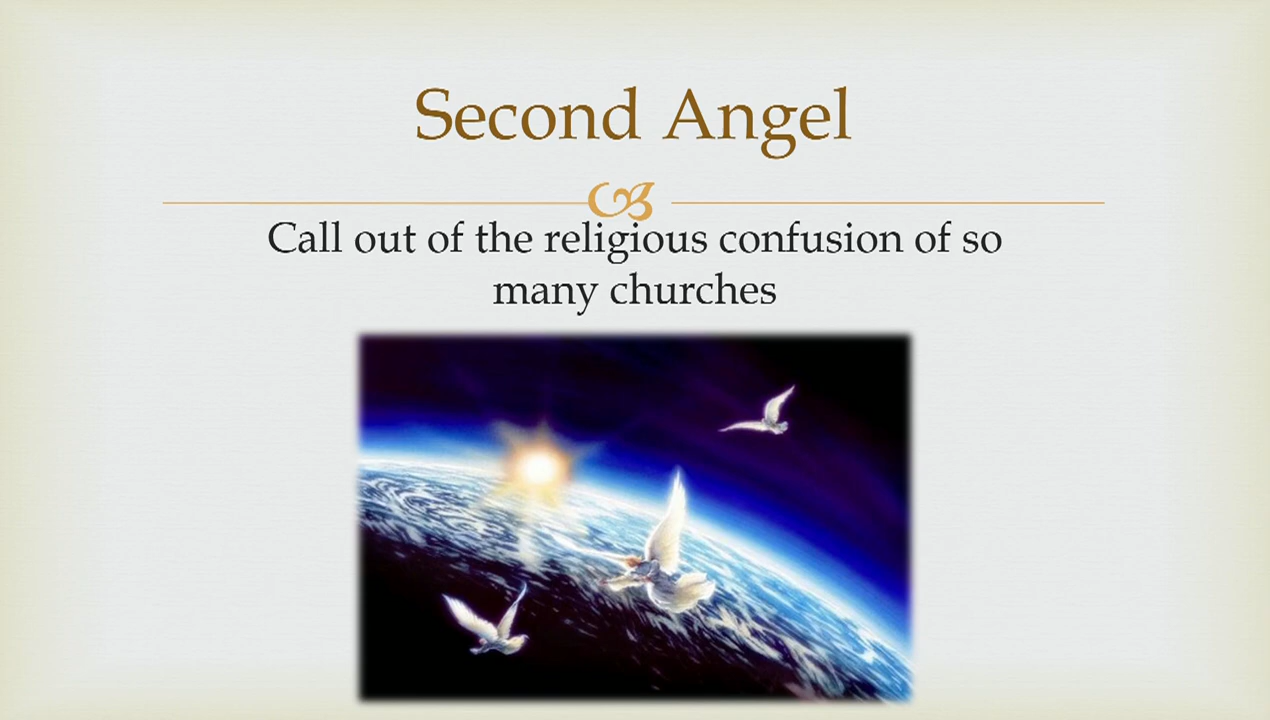 Second Angel
Call out of the religious confusion of so
many churches